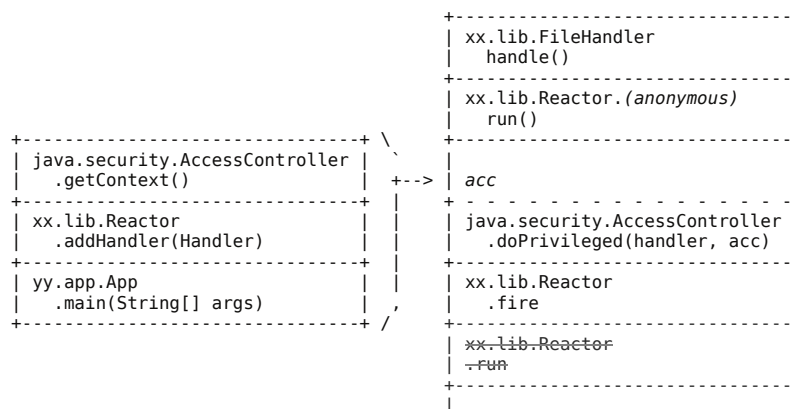 xx.lib.FileHandler
handle()
xx.lib.Reactor.(anonymous)
run()
java.security.AccessController
.getContext()
xx.lib.Reactor
.addHandler(Handler)
yy.app.App
.main(String[] args)
acc
java.security.AccessController
.doPrivileged(handler, acc)
xx.lib.Reactor
.fire
xx.lib.Reactor
.run